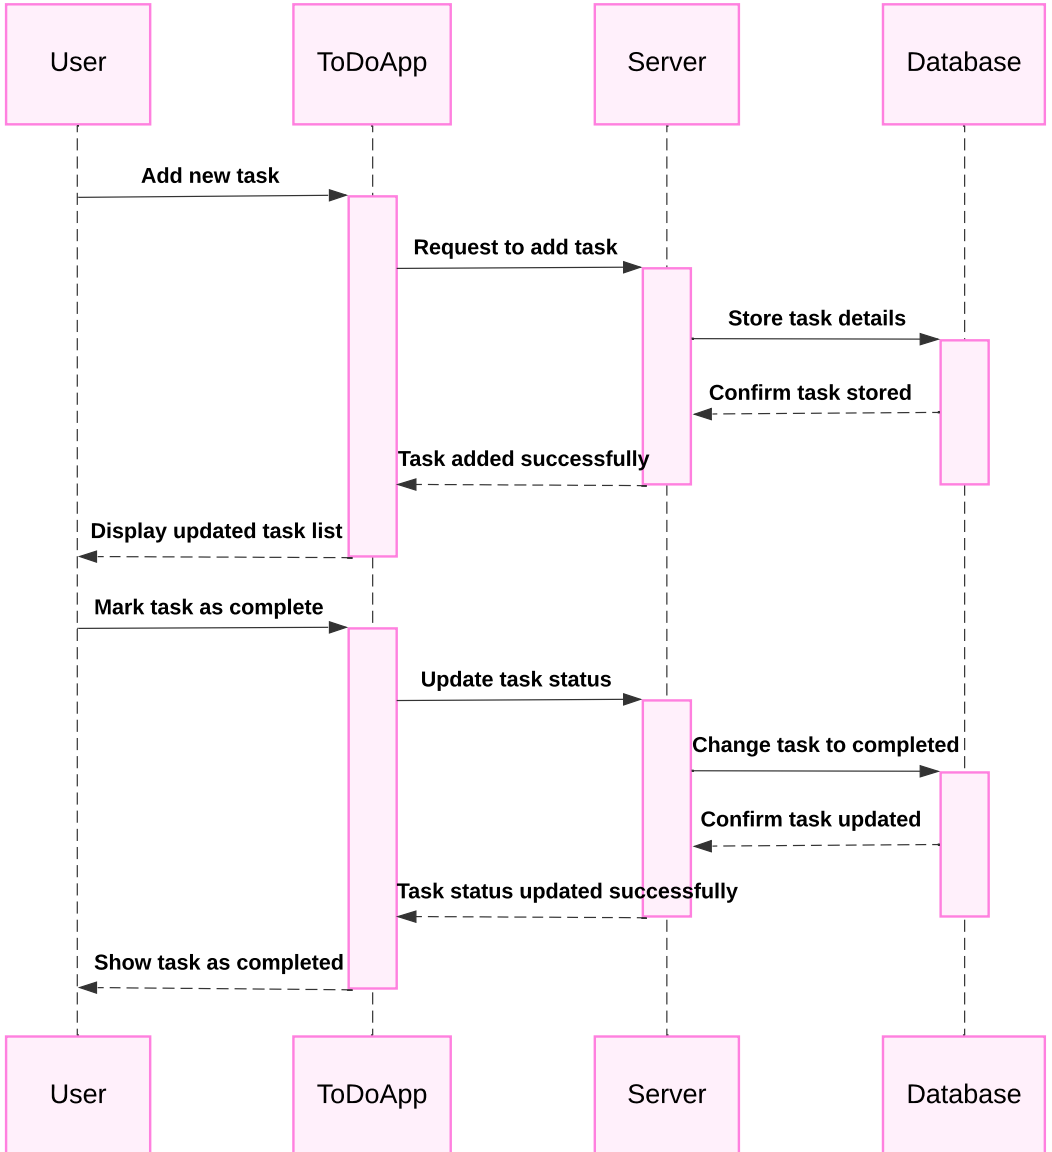 User
ToDoApp
Server
Database
Add new task
Request to add task
Store task details
Confirm task stored
Task added successfully
Display updated task list
Mark task as complete
Update task status
Change task to completed
Confirm task updated
Task status updated successfully
Show task as completed
User
ToDoApp
Server
Database